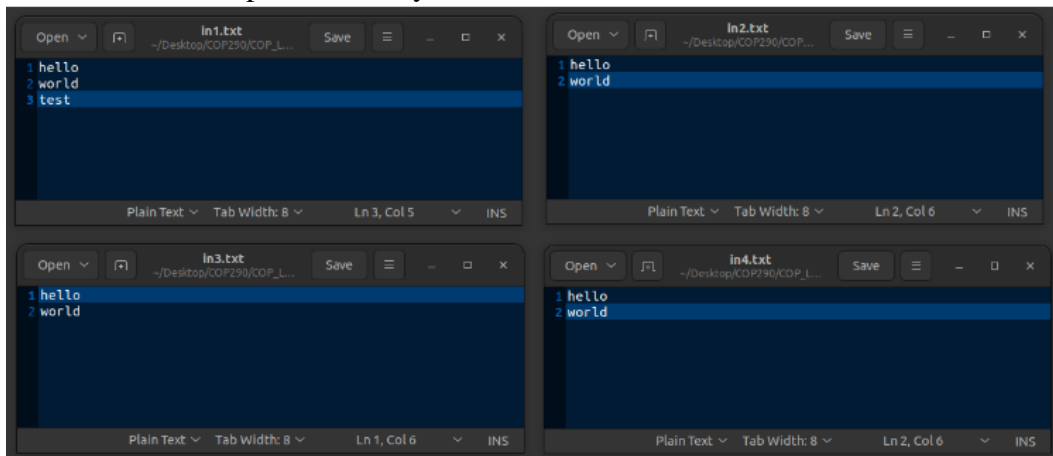 in1.txt
Open Save
~/Desktop/COP290/COP_L...
1 hello
2 world
3 test
Plain Text Tab Width: 8 Ln 3, Col 5 INS
in2.txt
Open Save
~/Desktop/COP290/COP...
1 hello
2 world
Plain Text Tab Width: 8 Ln 2, Col 6 INS
in3.txt
Open Save
~/Desktop/COP290/COP_L...
1 hello
2 world
Plain Text Tab Width: 8 Ln 1, Col 6 INS
in4.txt
Open Save
~/Desktop/COP290/COP_L...
1 hello
2 world
Plain Text Tab Width: 8 Ln 2, Col 6 INS